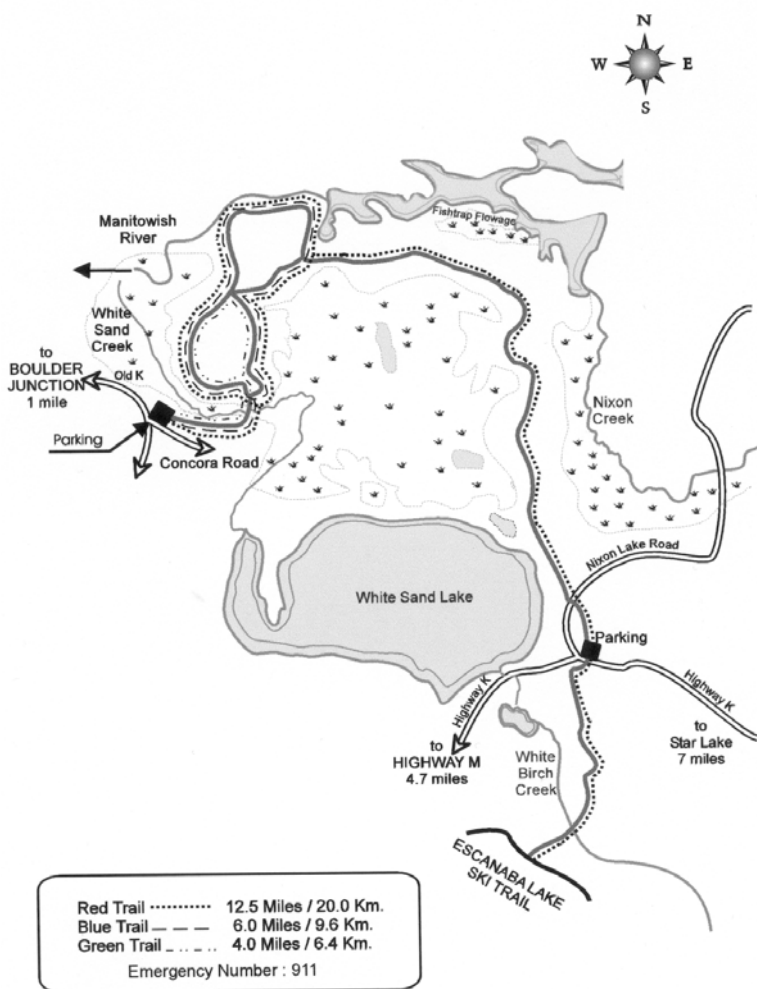 N
W E
S
Fishtrap Flowage
Manitowish
River
White
Sand
Creek
to
BOULDER
JUNCTION
1 mile
Old K
Parking
Concora Road
Nixon
Creek
Nixon Lake Road
White Sand Lake
Parking
Highway K
Highway K
to
Star Lake
7 miles
to
HIGHWAY M
4.7 miles
White
Birch
Creek
ESCANABA LAKE
SKI TRAIL
Red Trail 12.5 Miles / 20.0 Km.
Blue Trail 6.0 Miles / 9.6 Km.
Green Trail 4.0 Miles / 6.4 Km.
Emergency Number : 911